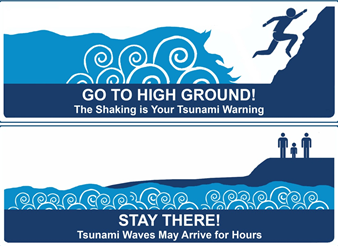 GO TO HIGH GROUND!
The Shaking is Your Tsunami Warning
STAY THERE!
Tsunami Waves May Arrive for Hours